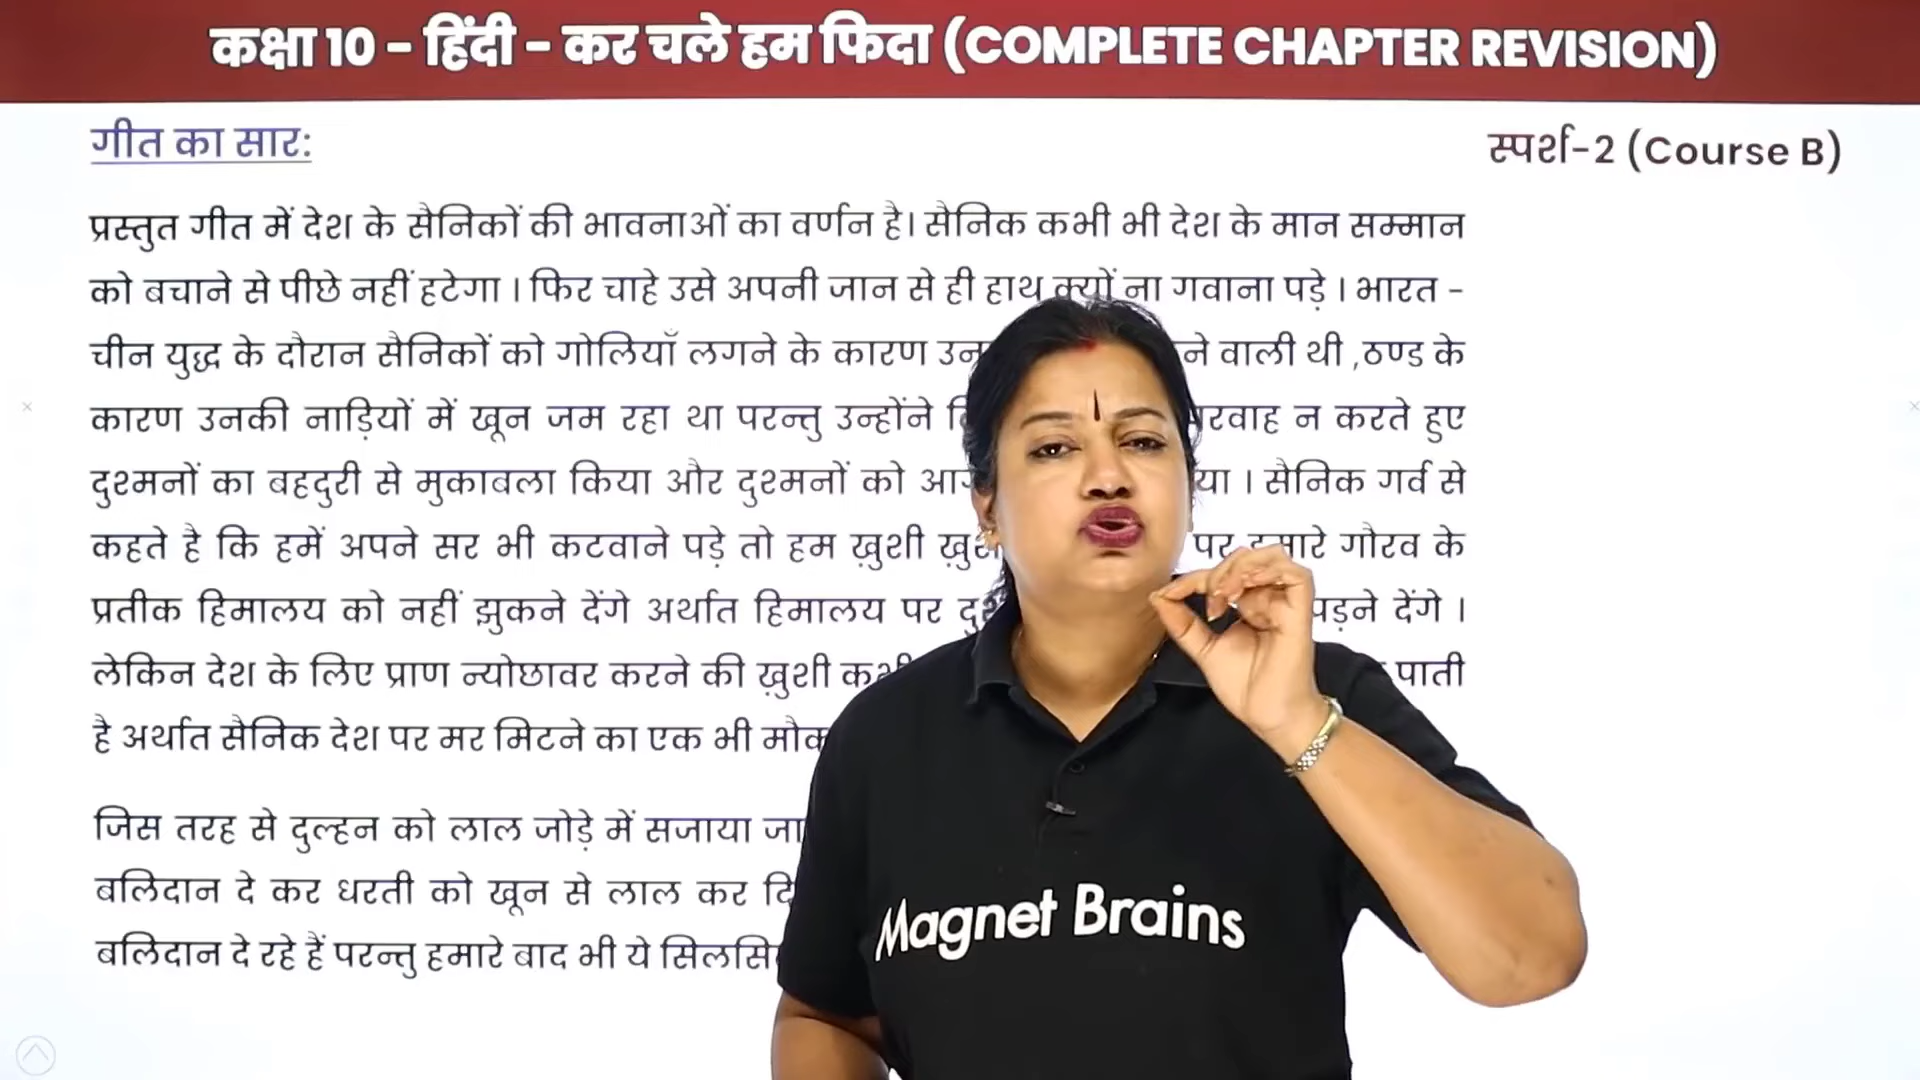 कक्षा 10 - हिंदी - कर चले हम फिदा (COMPLETE CHAPTER REVISION)
गीत का सार:
स्पर्श-2 (Course B)
प्रस्तुत गीत में देश के सैनिकों की भावनाओं का वर्णन है। सैनिक कभी भी देश के मान सम्मान
को बचाने से पीछे नहीं हटेगा । फिर चाहे उसे अपनी जान से ही हाथ क्यों ना गवाना पड़े । भारत -
चीन युद्ध के दौरान सैनिकों को गोलियाँ लगने के कारण वाली थी ,ठण्ड के
कारण उनकी नाड़ियों में खून जम रहा था परन्तु उन्होंने न करते हुए
दुश्मनों का बहदुरी से मुकाबला किया और दुश्मनों को । सैनिक गर्व से
कहते है कि हमें अपने सर भी कटवाने पड़े तो हम ख़ुशी पर हमारे गौरव के
प्रतीक हिमालय को नहीं झुकने देंगे अर्थात हिमालय पर देंगे ।
लेकिन देश के लिए प्राण न्योछावर करने की ख़ुशी पाती
है अर्थात सैनिक देश पर मर मिटने का एक भी
जिस तरह से दुल्हन को लाल जोड़े में सजाया
बलिदान दे कर धरती को खून से लाल कर
बलिदान दे रहे हैं परन्तु हमारे बाद भी ये
Magnet Brains